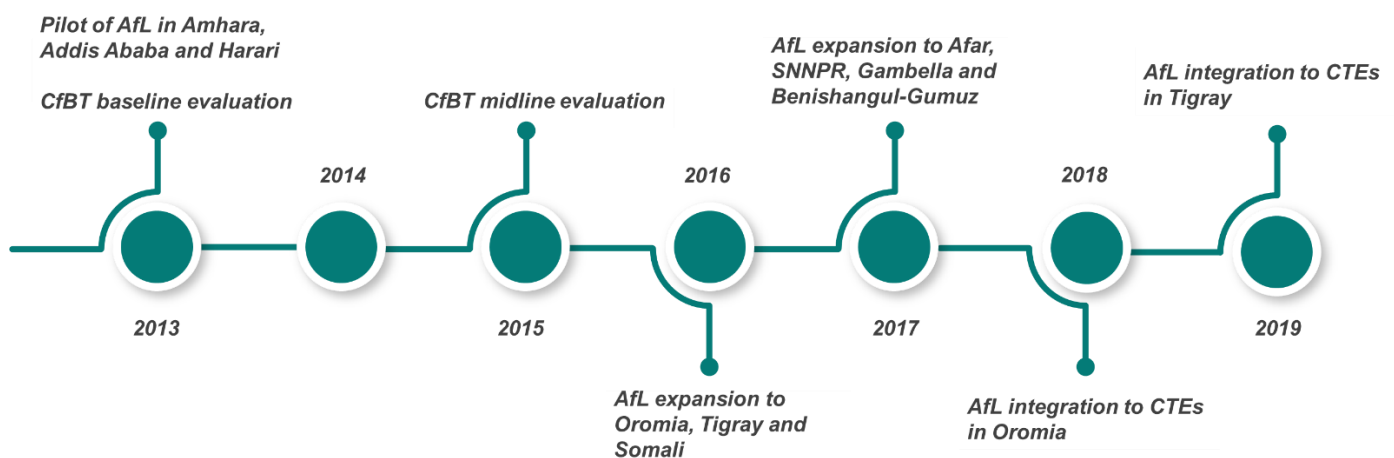 Pilot of AfL in Amhara,
Addis Ababa and Harari
CfBT baseline evaluation
2013
2014
CfBT midline evaluation
2015
2016
AfL expansion to
Oromia, Tigray and
Somali
AfL expansion to Afar,
SNNPR, Gambella and
Benishangul-Gumuz
2017
2018
AfL integration to CTEs
in Oromia
AfL integration to CTEs
in Tigray
2019